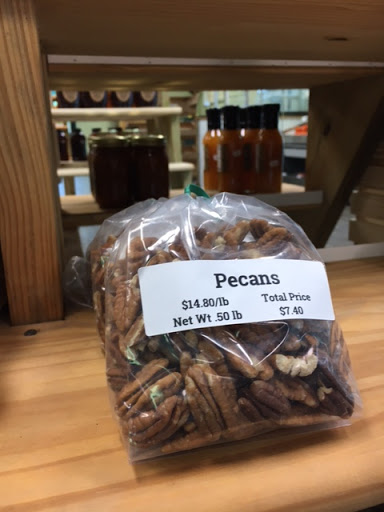 Pecans
$14.80/lb Total Price
Net Wt .50 lb $7.40